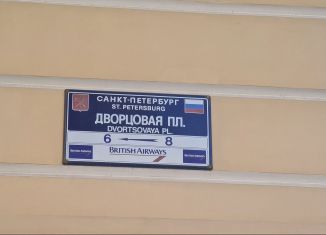 САНКТ-ПЕТЕРБУРГ
ST. PETERSBURG
ДВОРЦОВАЯ ПЛ.
DVORTSOVAYA PL.
6 ← 8
BRITISH AIRWAYS